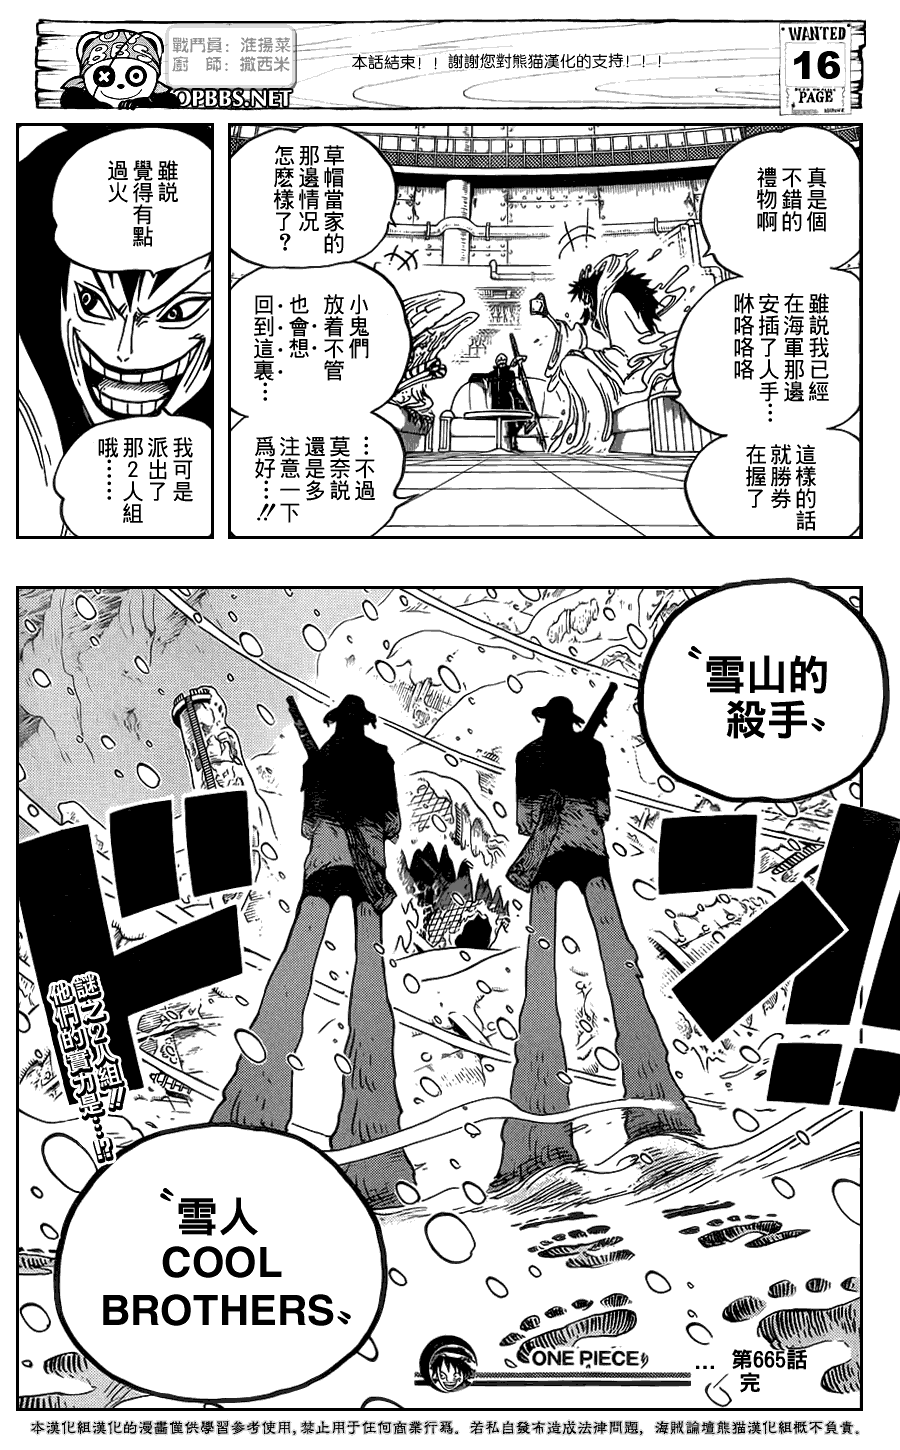 戰鬥員：淮揚菜
廚　師：撒西米
OPBBS.NET
本話結束！！謝謝您對熊猫漢化的支持！！！
WANTED
16
PAGE
真是個
不錯的
禮物啊
雖說我已經
在海軍那邊
安插了人手…
咻咯咯咯
這樣的話
就勝券
在握了
草帽當家的
那邊情況
怎麼樣了？
小鬼們
放着不管
也會想
回到這裏…
…不過
莫奈說
還是多
注意一下
爲好…!!
雖説
覺得有點
過火
我可是
派出了
那2人組
哦……
〝雪山的
殺手〟
ド
ン
!!
謎之2人組!!
他們的實力是…!?
〝雪人
COOL
BROTHERS〟
ONE PIECE
… 第665話
完
本漢化組漢化的漫畫僅供學習參考使用,禁止用于任何商業行爲。若私自發布造成法律問題，海賊論壇熊猫漢化組概不負責。